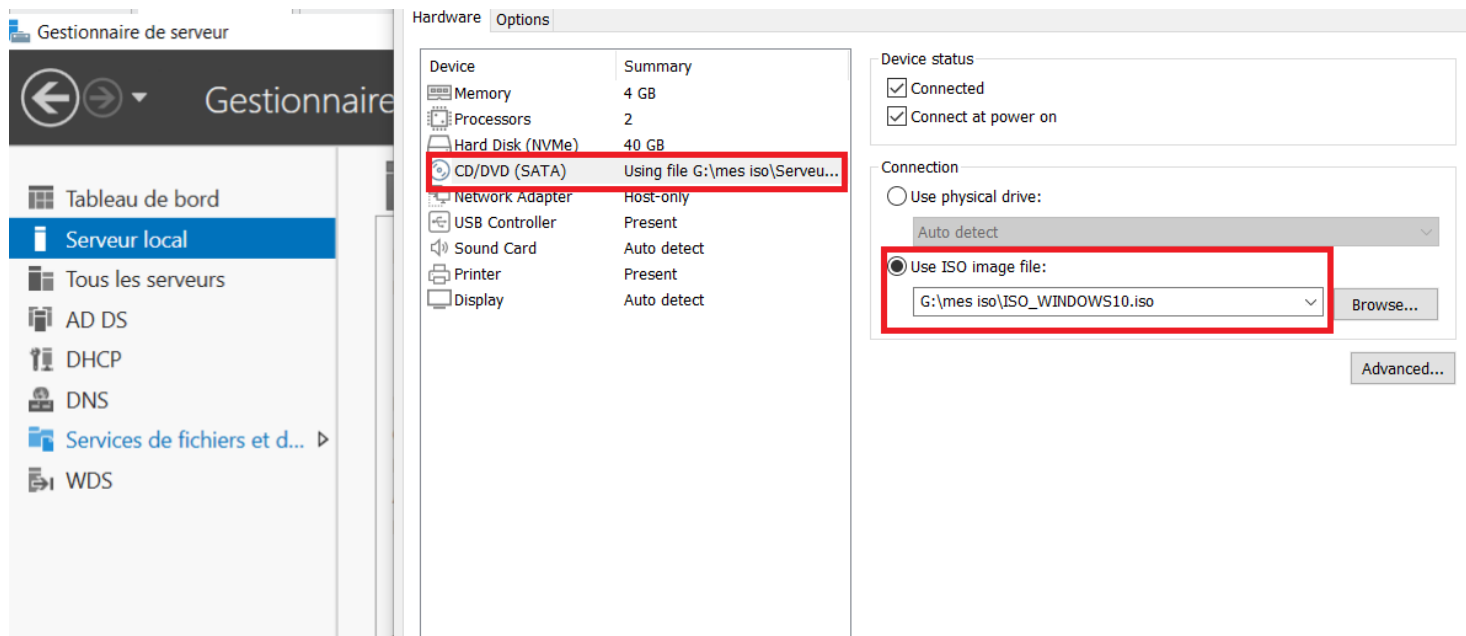 Gestionnaire de serveur
Gestionnaire
Tableau de bord
Serveur local
Tous les serveurs
AD DS
DHCP
DNS
Services de fichiers et d...
WDS
Hardware Options
Device Summary
Memory 4 GB
Processors 2
Hard Disk (NVMe) 40 GB
CD/DVD (SATA) Using file G:\mes iso\Serveu...
Network Adapter Host-only
USB Controller Present
Sound Card Auto detect
Printer Present
Display Auto detect
Device status
Connected
Connect at power on
Connection
Use physical drive:
Auto detect
Use ISO image file:
G:\mes iso\ISO_WINDOWS10.iso
Browse...
Advanced...